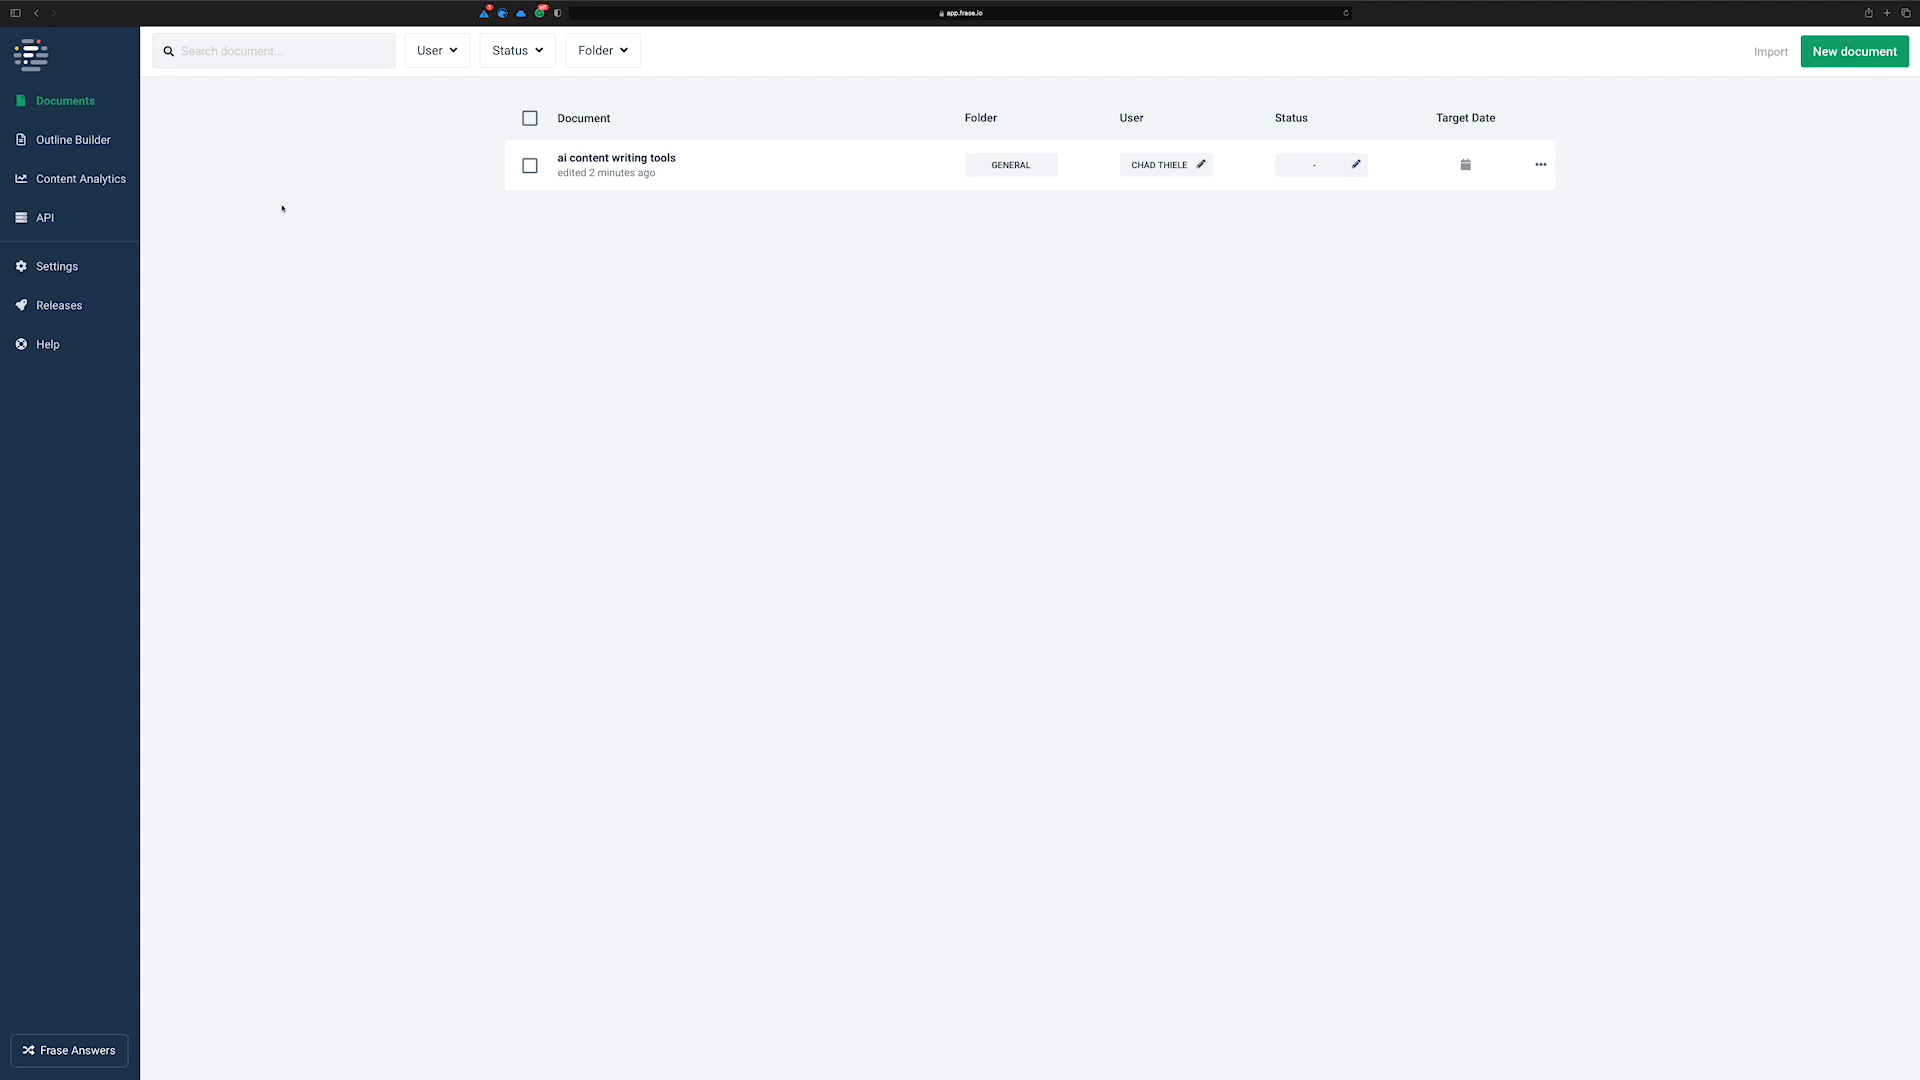 app.frase.io
Search document...
User
Status
Folder
Import
New document
Documents
Outline Builder
Content Analytics
API
Settings
Releases
Help
Frase Answers
Document
Folder
User
Status
Target Date
ai content writing tools
edited 2 minutes ago
GENERAL
CHAD THIELE
-